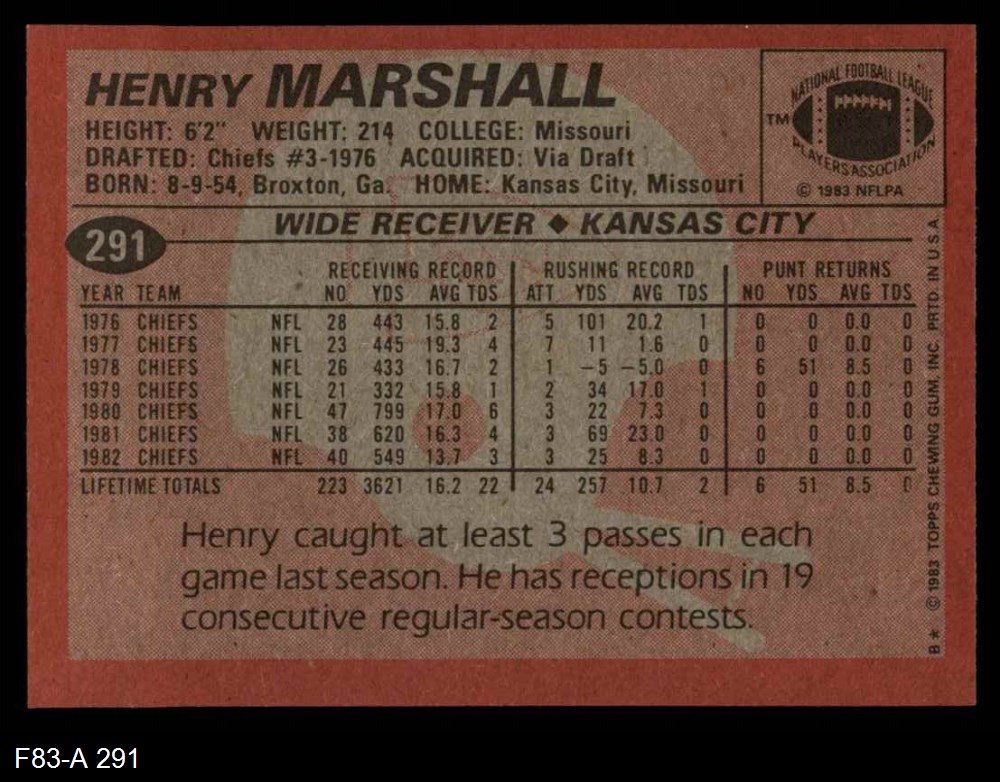 HENRY MARSHALL
HEIGHT: 6'2" WEIGHT: 214 COLLEGE: Missouri
DRAFTED: Chiefs #3-1976 ACQUIRED: Via Draft
BORN: 8-9-54, Broxton, Ga. HOME: Kansas City, Missouri
NATIONAL FOOTBALL LEAGUE
TM
PLAYERS ASSOCIATION
© 1983 NFLPA
291
WIDE RECEIVER ◆ KANSAS CITY
RECEIVING RECORD RUSHING RECORD PUNT RETURNS
YEAR TEAM NO YDS AVG TDS ATT YDS AVG TDS NO YDS AVG TDS
1976 CHIEFS NFL 28 443 15.8 2 5 101 20.2 1 0 0 0.0 0
1977 CHIEFS NFL 23 445 19.3 4 7 11 1.6 0 0 0 0.0 0
1978 CHIEFS NFL 26 433 16.7 2 1 -5 -5.0 0 6 51 8.5 0
1979 CHIEFS NFL 21 332 15.8 1 2 34 17.0 1 0 0 0.0 0
1980 CHIEFS NFL 47 799 17.0 6 3 22 7.3 0 0 0 0.0 0
1981 CHIEFS NFL 38 620 16.3 4 3 69 23.0 0 0 0 0.0 0
1982 CHIEFS NFL 40 549 13.7 3 3 25 8.3 0 0 0 0.0 0
LIFETIME TOTALS 223 3621 16.2 22 24 257 10.7 2 6 51 8.5 0
Henry caught at least 3 passes in each
game last season. He has receptions in 19
consecutive regular-season contests.
B* © 1983 TOPPS CHEWING GUM, INC. PRTD. IN U.S.A.
F83-A 291